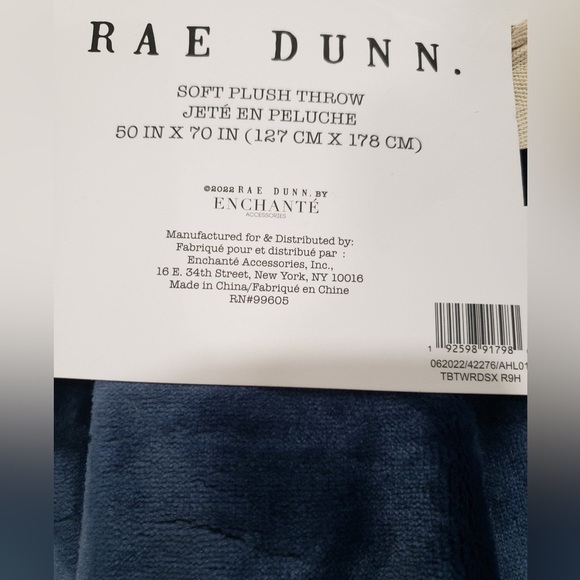 RAE DUNN.
SOFT PLUSH THROW
JETÉ EN PELUCHE
50 IN X 70 IN (127 CM X 178 CM)
©2022 RAE DUNN. BY
ENCHANTÉ
ACCESSORIES
Manufactured for & Distributed by:
Fabriqué pour et distribué par :
Enchanté Accessories, Inc.,
16 E. 34th Street, New York, NY 10016
Made in China/Fabriqué en Chine
RN#99605
1 92598 91798
062022/42276/AHL01
TBTWRDSX R9H